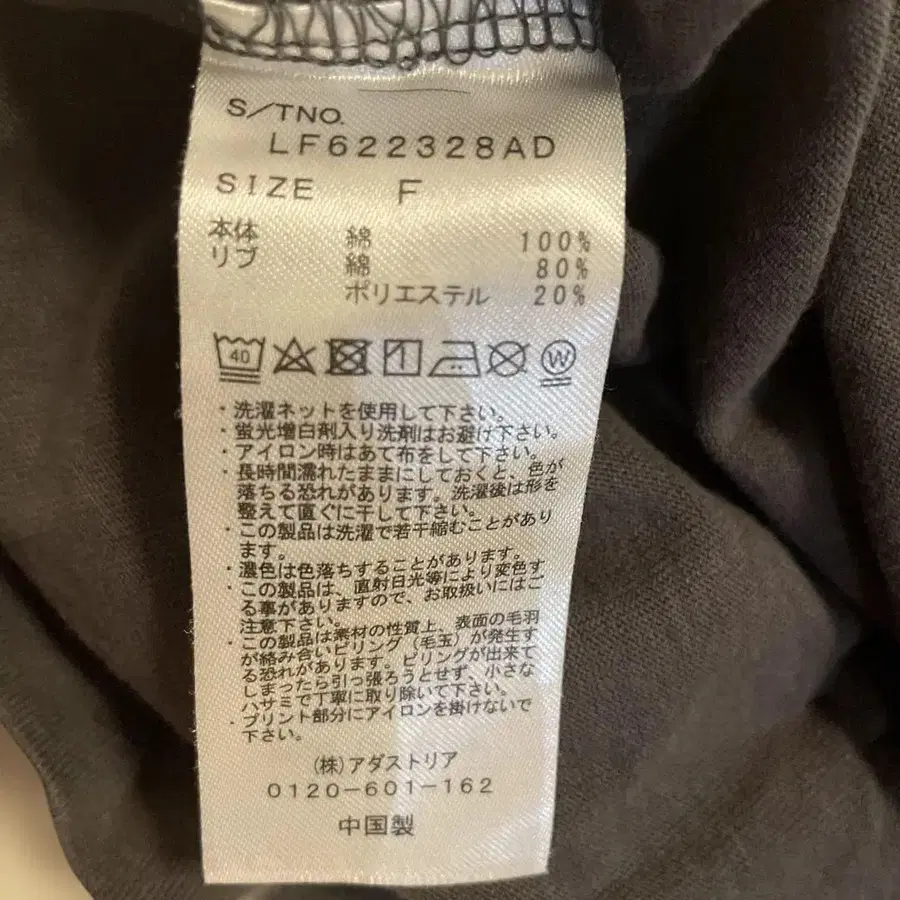 S/TNO.
LF622328AD
SIZE F
本体 綿 100%
リブ 綿 80%
ポリエステル 20%
40
W
・洗濯ネットを使用して下さい。
・蛍光増白剤入り洗剤はお避け下さい。
・アイロン時はあて布をして下さい。
・長時間濡れたままにしておくと、色が
落ちる恐れがあります。洗濯後は形を
整えて直ぐに干して下さい。
・この製品は洗濯で若干縮むことがあり
ます。
・濃色は色落ちすることがあります。
・この製品は、直射日光等により変色す
る事がありますので、お取扱いにはご
注意下さい。
・この製品は素材の性質上、表面の毛羽
が絡み合いピリング（毛玉）が発生す
る恐れがあります。ピリングが出来て
しまったら引っ張ろうとせず、小さな
ハサミで丁寧に取り除いて下さい。
・プリント部分にアイロンを掛けないで
下さい。
(株)アダストリア
0120-601-162
中国製